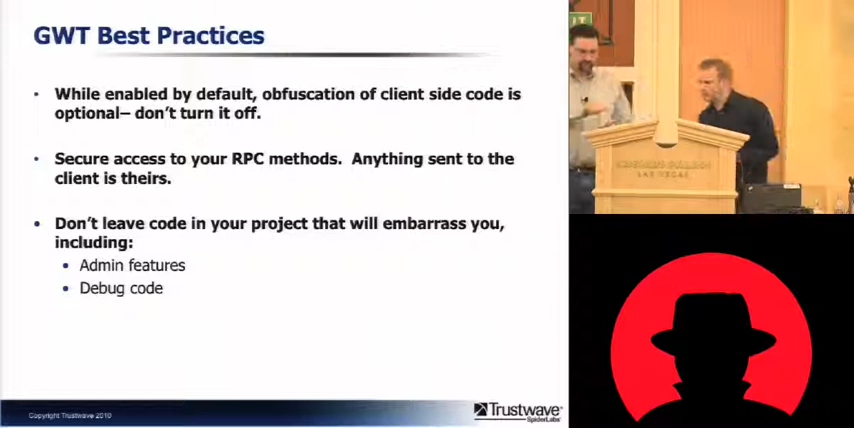 GWT Best Practices
• While enabled by default, obfuscation of client side code is
optional– don't turn it off.
• Secure access to your RPC methods.  Anything sent to the
client is theirs.
• Don't leave code in your project that will embarrass you,
including:
• Admin features
• Debug code
Copyright Trustwave 2010
Trustwave®
SpiderLabs
LAS VEGAS